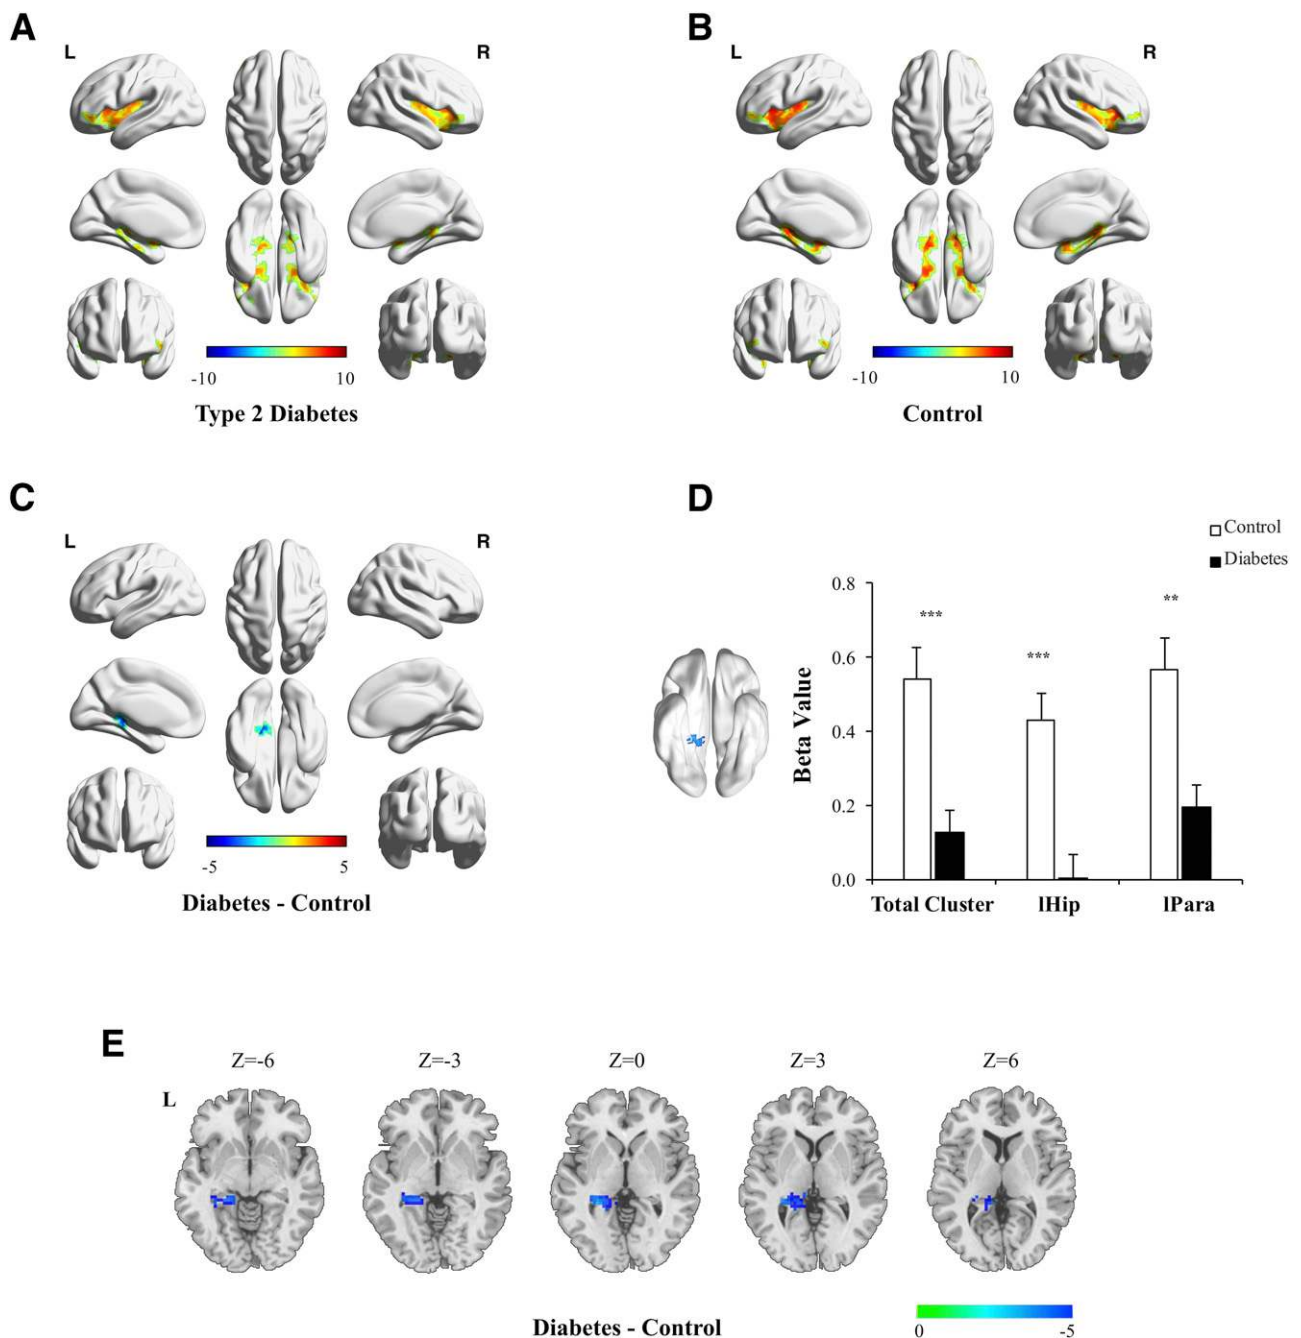 A
B
L
R
L
R
-10
10
-10
10
Type 2 Diabetes
Control
C
D
L
R
Control
Diabetes
***
***
**
0.8
0.6
0.4
0.2
0.0
Beta Value
Total Cluster
lHip
lPara
-5
5
Diabetes - Control
E
Z=-6
Z=-3
Z=0
Z=3
Z=6
L
0
-5
Diabetes - Control